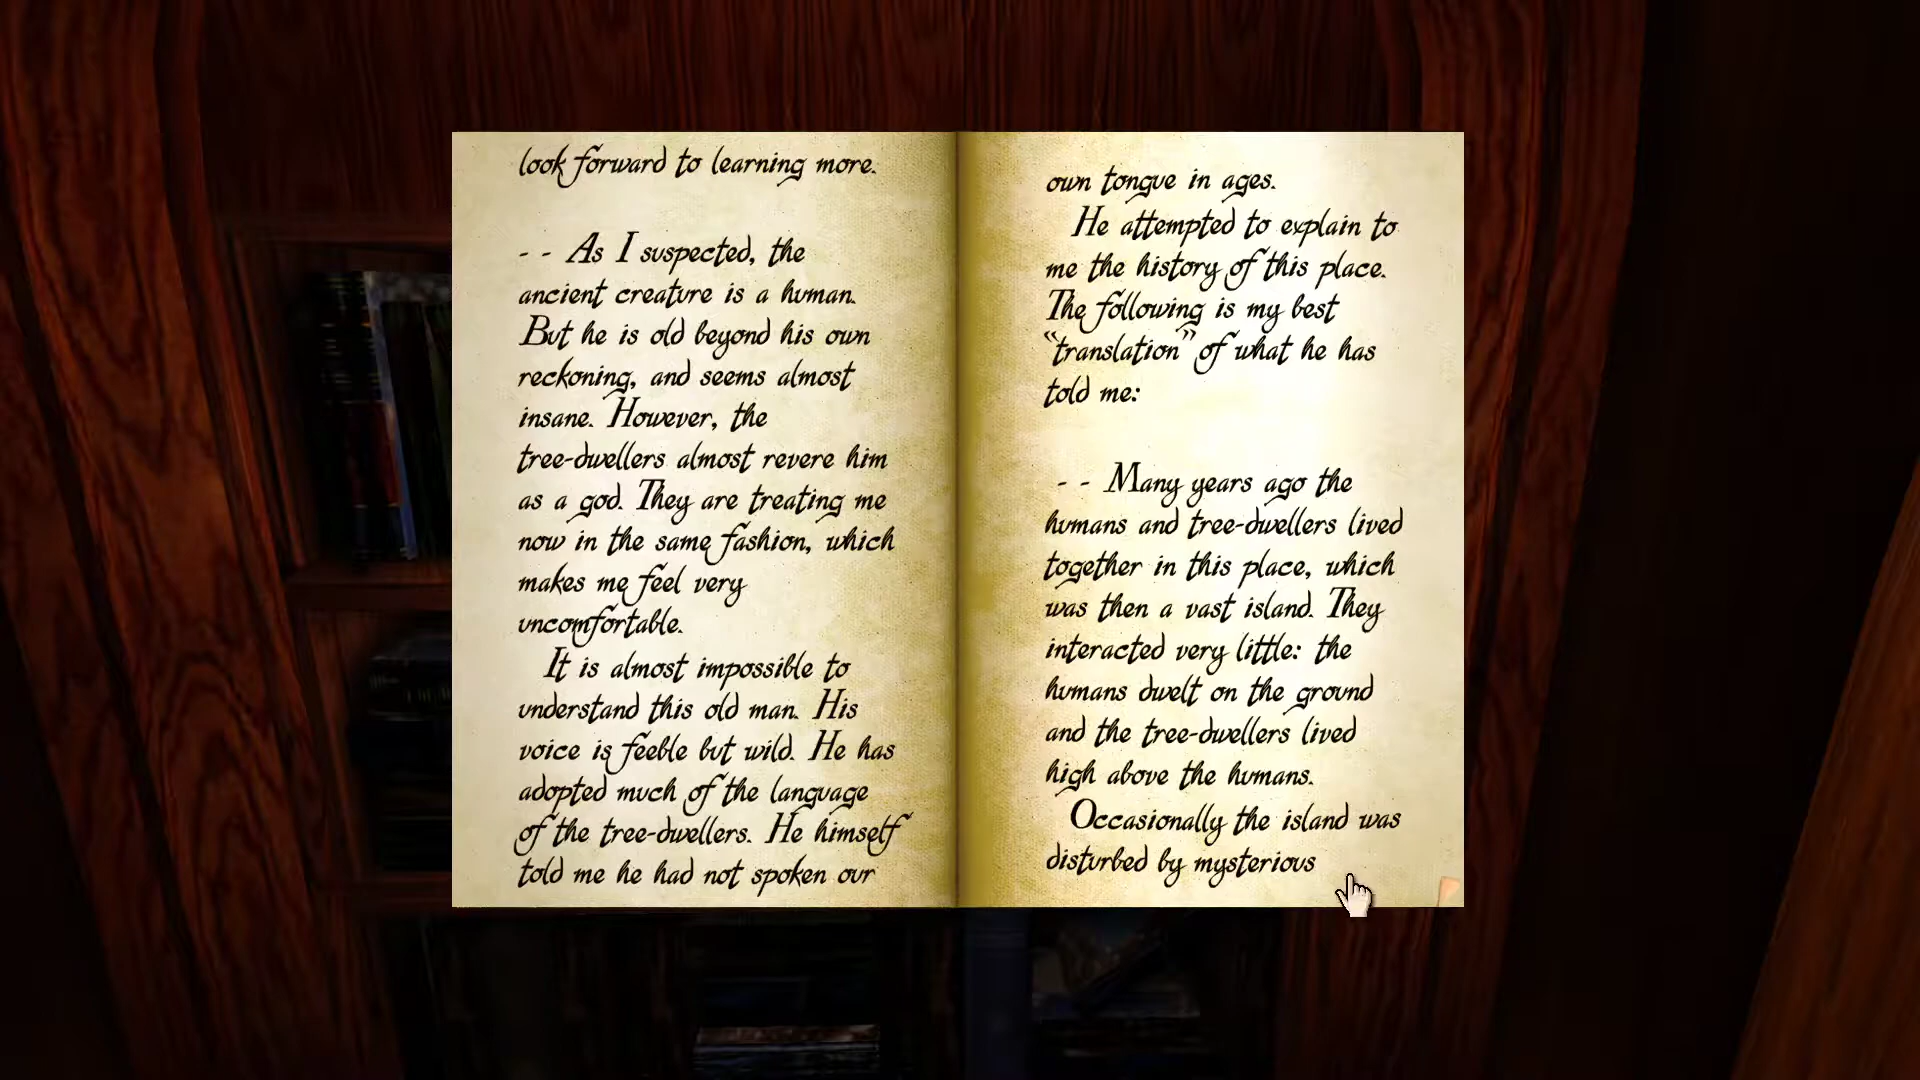 look forward to learning more.
- - As I suspected, the
ancient creature is a human.
But he is old beyond his own
reckoning, and seems almost
insane. However, the
tree-dwellers almost revere him
as a god. They are treating me
now in the same fashion, which
makes me feel very
uncomfortable.
It is almost impossible to
understand this old man. His
voice is feeble but wild. He has
adopted much of the language
of the tree-dwellers. He himself
told me he had not spoken our
own tongue in ages.
He attempted to explain to
me the history of this place.
The following is my best
“translation” of what he has
told me:
- - Many years ago the
humans and tree-dwellers lived
together in this place, which
was then a vast island. They
interacted very little: the
humans dwelt on the ground
and the tree-dwellers lived
high above the humans.
Occasionally the island was
disturbed by mysterious